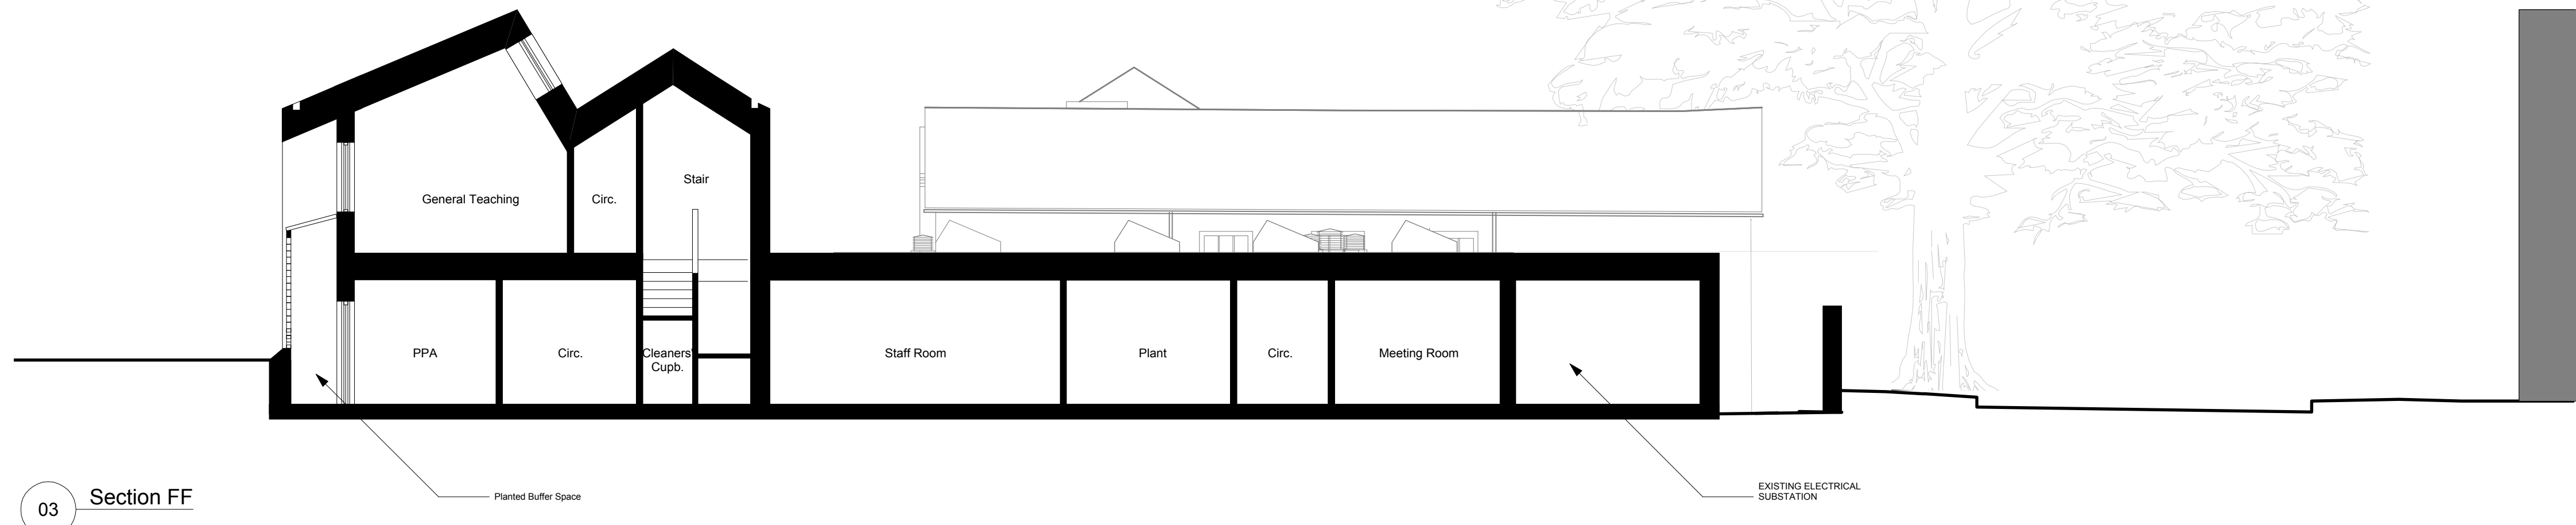 General Teaching
Circ.
Stair
PPA
Circ.
Cleaners'
Cupb.
Staff Room
Plant
Circ.
Meeting Room
Planted Buffer Space
EXISTING ELECTRICAL
SUBSTATION
03
Section FF